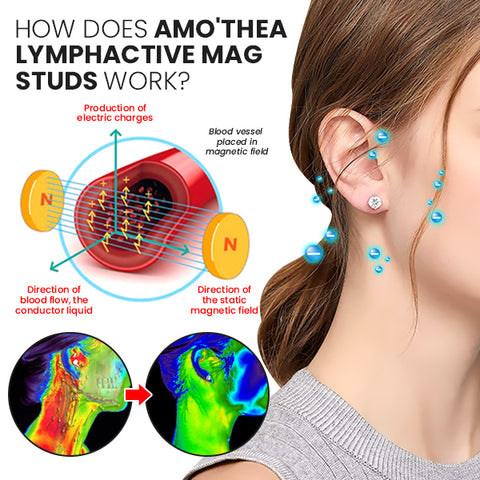 HOW DOES AMO'THEA
LYMPHACTIVE MAG
STUDS WORK?
Production of
electric charges
Blood vessel
placed in
magnetic field
N
N
Direction of
blood flow, the
conductor liquid
Direction of
the static
magnetic field